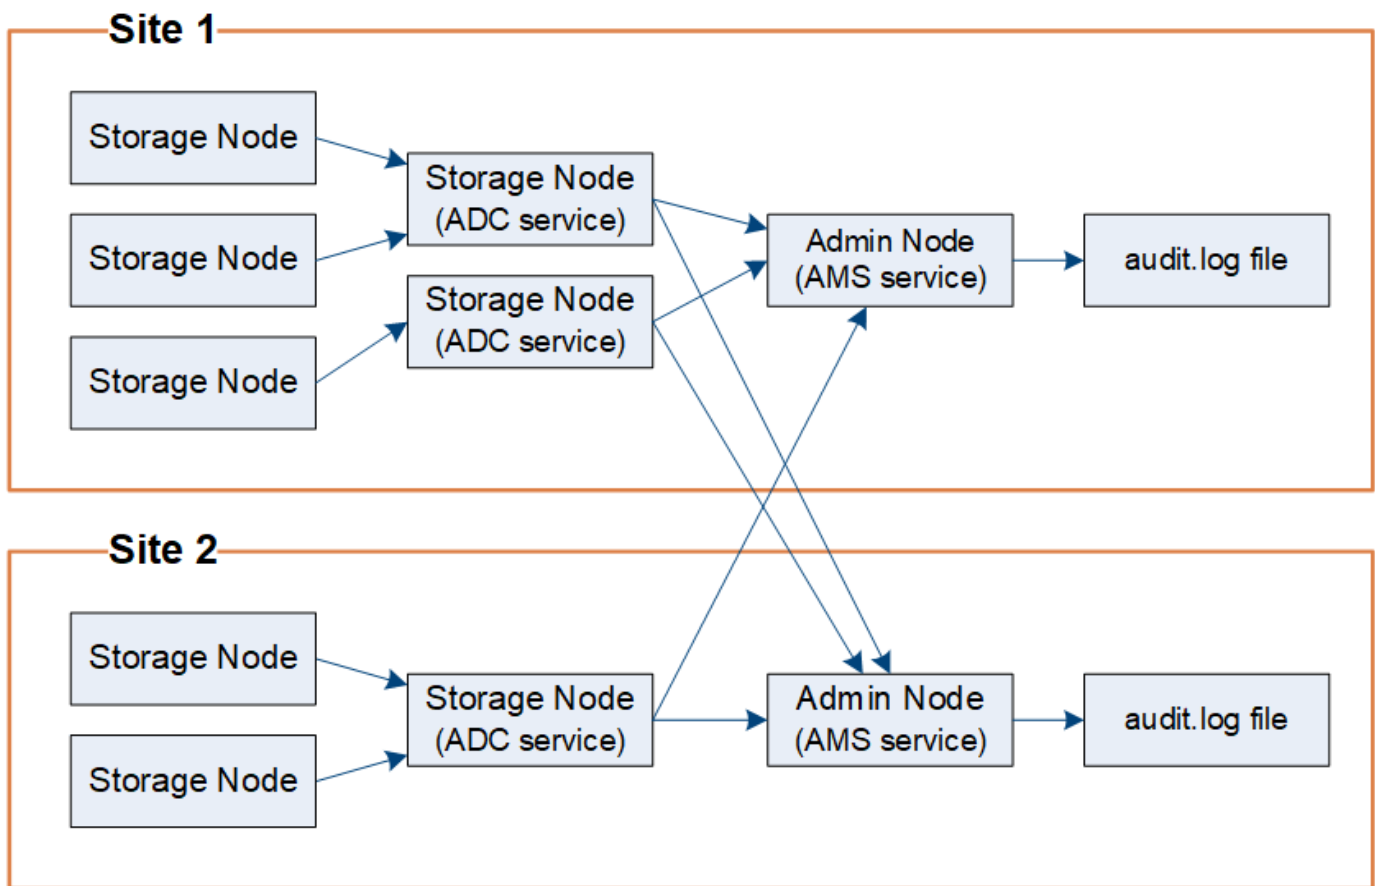 Site 1
Storage Node
Storage Node
Storage Node
Storage Node
(ADC service)
Storage Node
(ADC service)
Admin Node
(AMS service)
audit.log file
Site 2
Storage Node
Storage Node
Storage Node
(ADC service)
Admin Node
(AMS service)
audit.log file